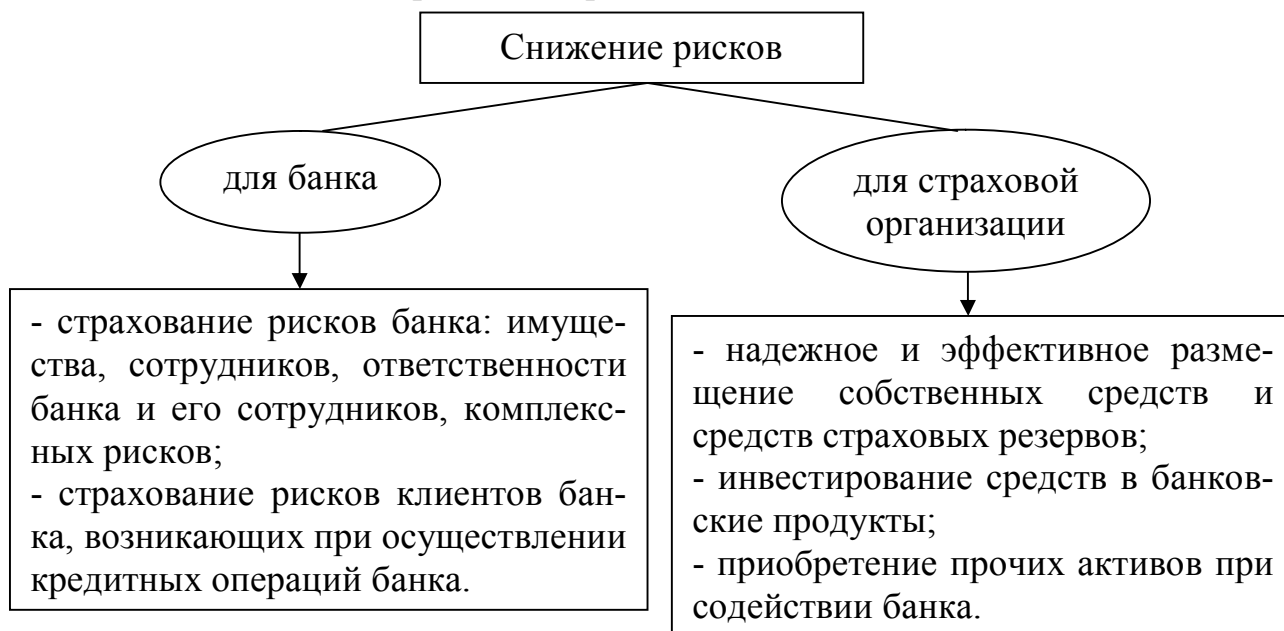 Снижение рисков
для банка
для страховой
организации
- страхование рисков банка: имуще-
ства, сотрудников, ответственности
банка и его сотрудников, комплекс-
ных рисков;
- страхование рисков клиентов бан-
ка, возникающих при осуществлении
кредитных операций банка.
- надежное и эффективное разме-
щение собственных средств и
средств страховых резервов;
- инвестирование средств в банков-
ские продукты;
- приобретение прочих активов при
содействии банка.